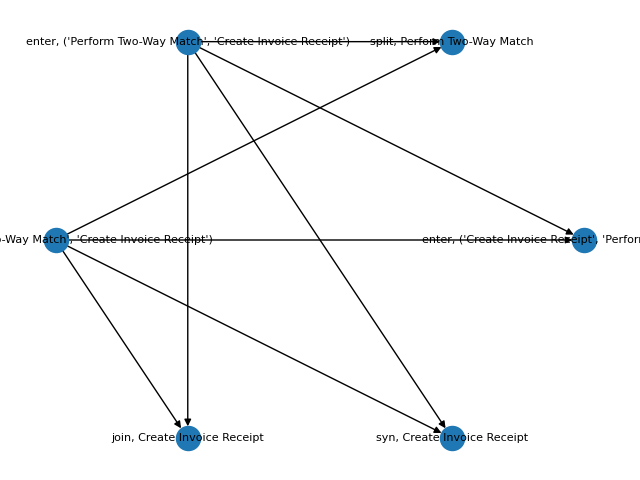 enter, ('Perform Two-Way Match', 'Create Invoice Receipt')
split, Perform Two-Way Match
o-Way Match', 'Create Invoice Receipt')
enter, ('Create Invoice Receipt', 'Perform
join, Create Invoice Receipt
syn, Create Invoice Receipt